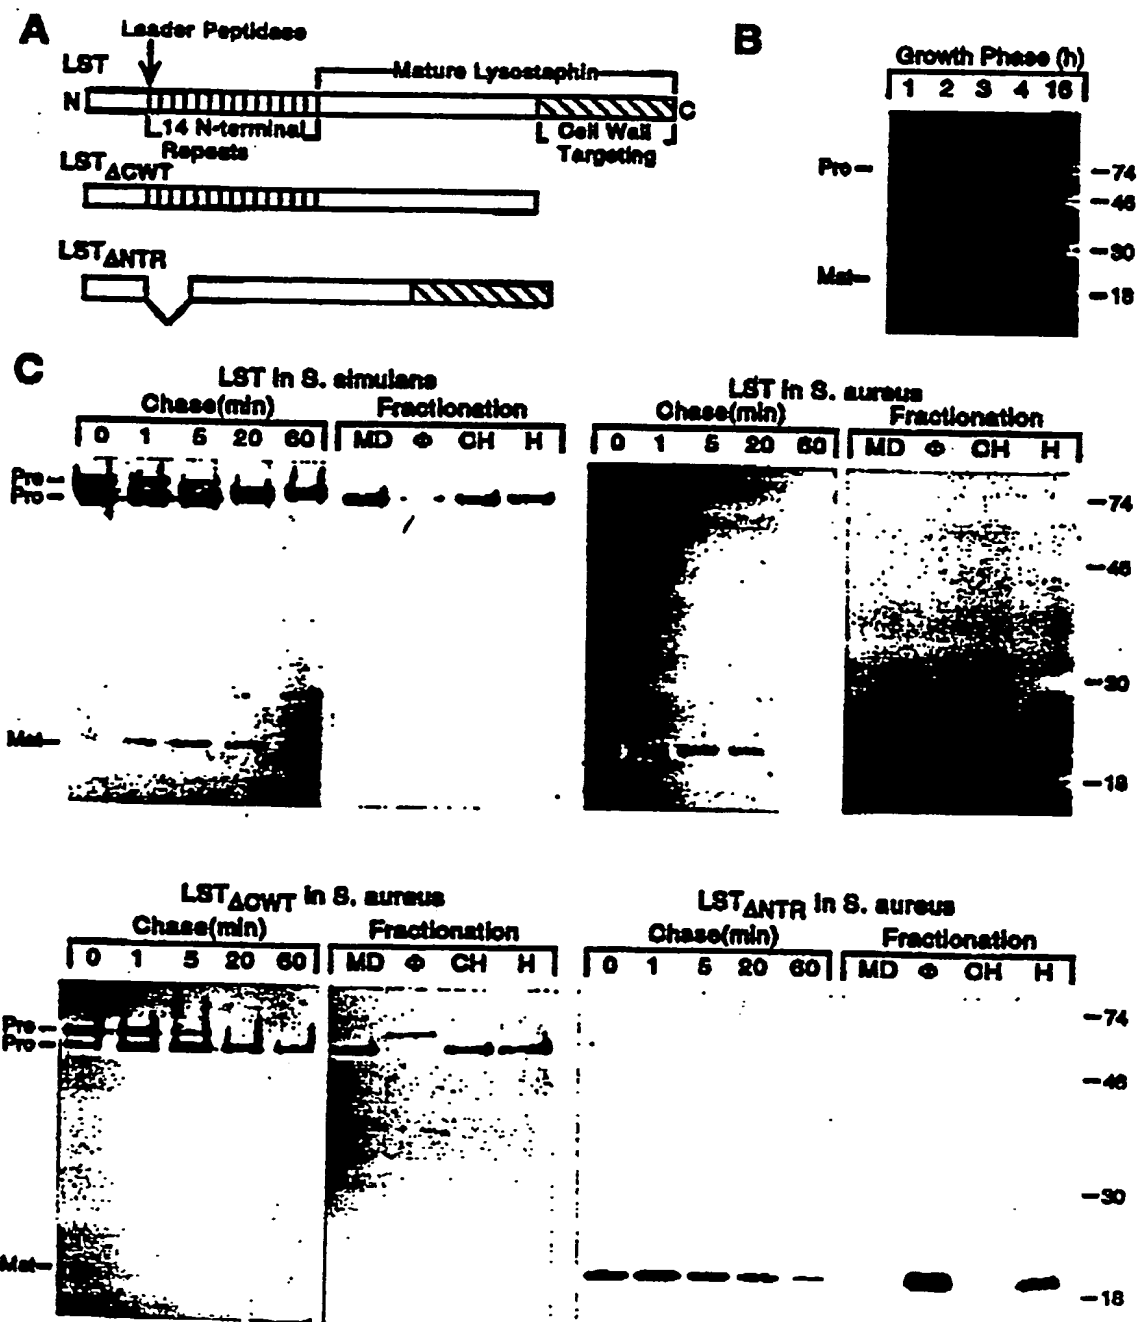 A
Leader Peptidase
LST
Mature Lysostaphin
N
C
14 N-terminal
Repeats
Cell Wall
Targeting
LSTΔCWT
LSTΔNTR
B
Growth Phase (h)
1 2 3 4 16
Pro
Mat
74
46
30
18
C
LST in S. simulans
Chase(min) Fractionation
0 1 5 20 60 MD Φ CH H
Pre
Pro
Mat
LST in S. aureus
Chase(min) Fractionation
0 1 5 20 60 MD Φ CH H
74
46
30
18
LSTΔCWT in S. aureus
Chase(min) Fractionation
0 1 5 20 60 MD Φ CH H
Pre
Pro
Mat
LSTΔNTR in S. aureus
Chase(min) Fractionation
0 1 5 20 60 MD Φ CH H
74
46
30
18